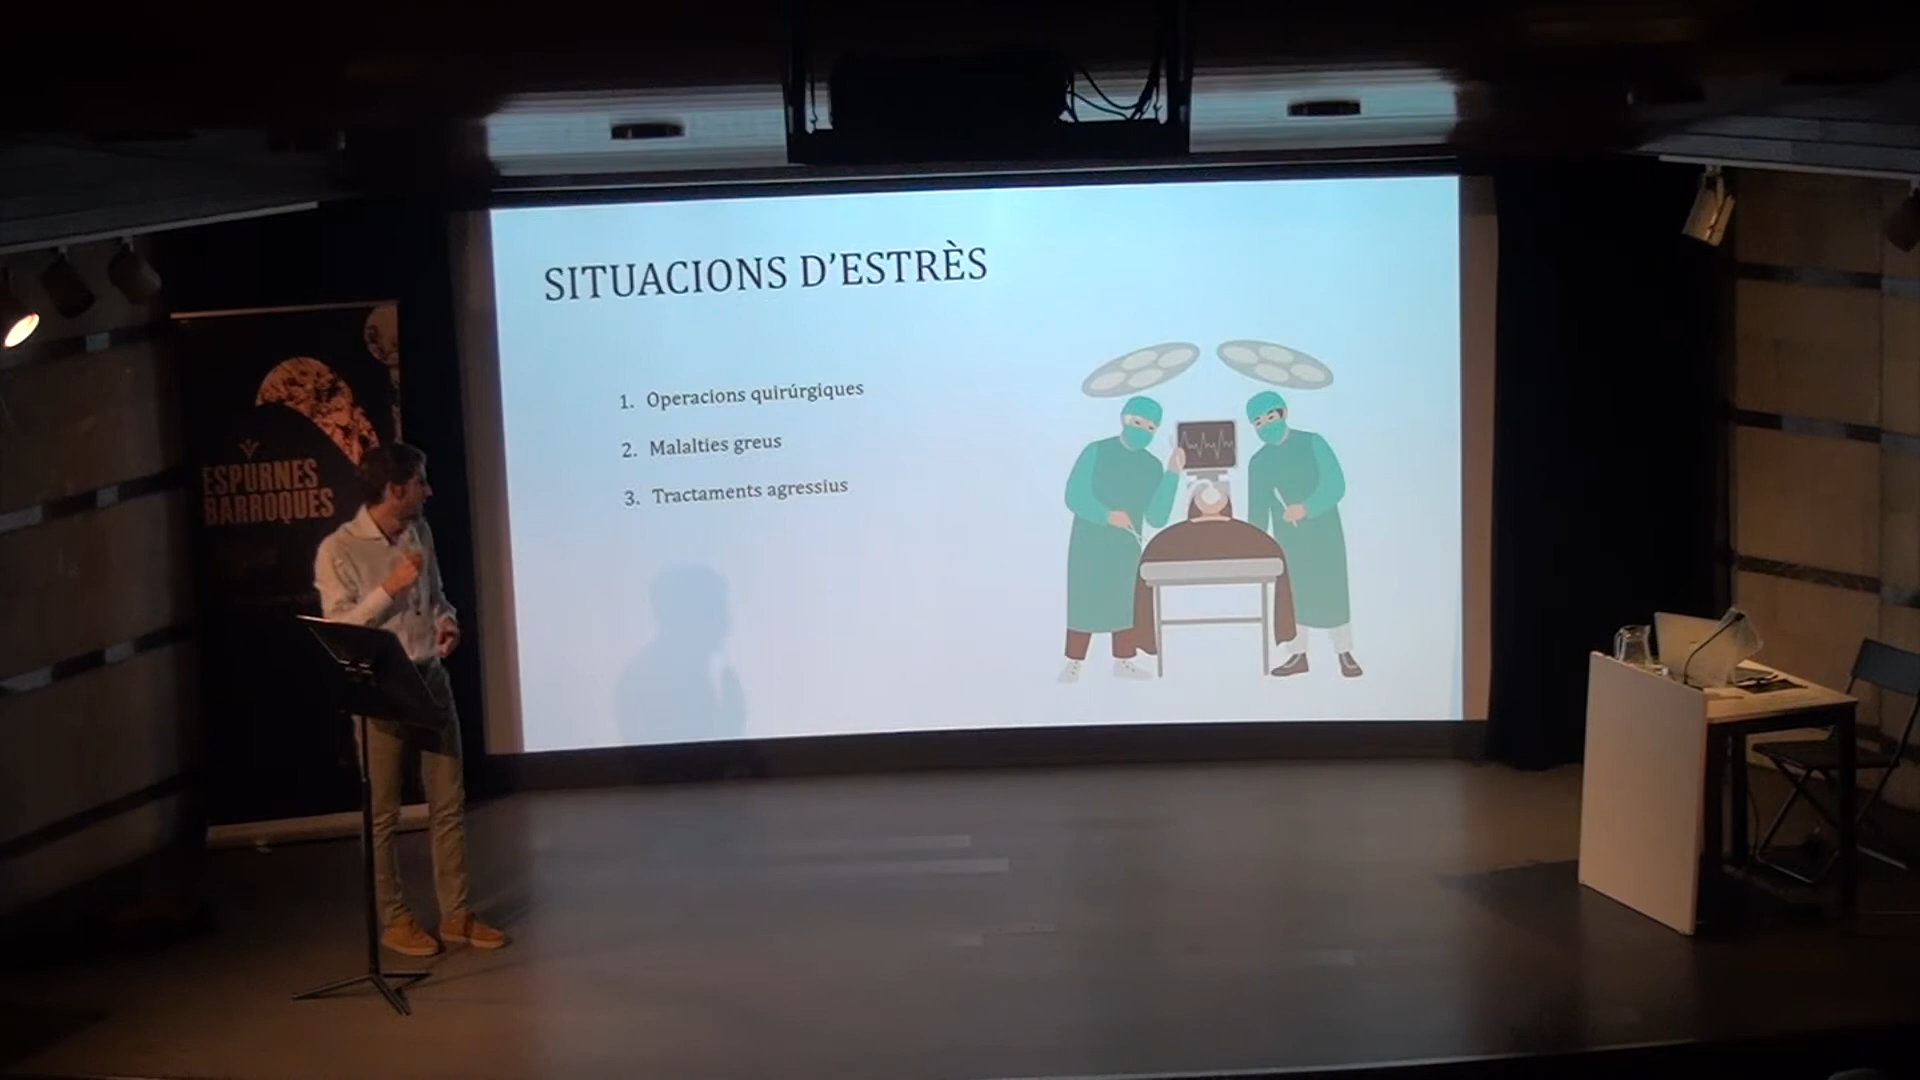 SITUACIONS D'ESTRÈS
1. Operacions quirúrgiques
2. Malalties greus
3. Tractaments agressius
ESPURNES
BARROQUES